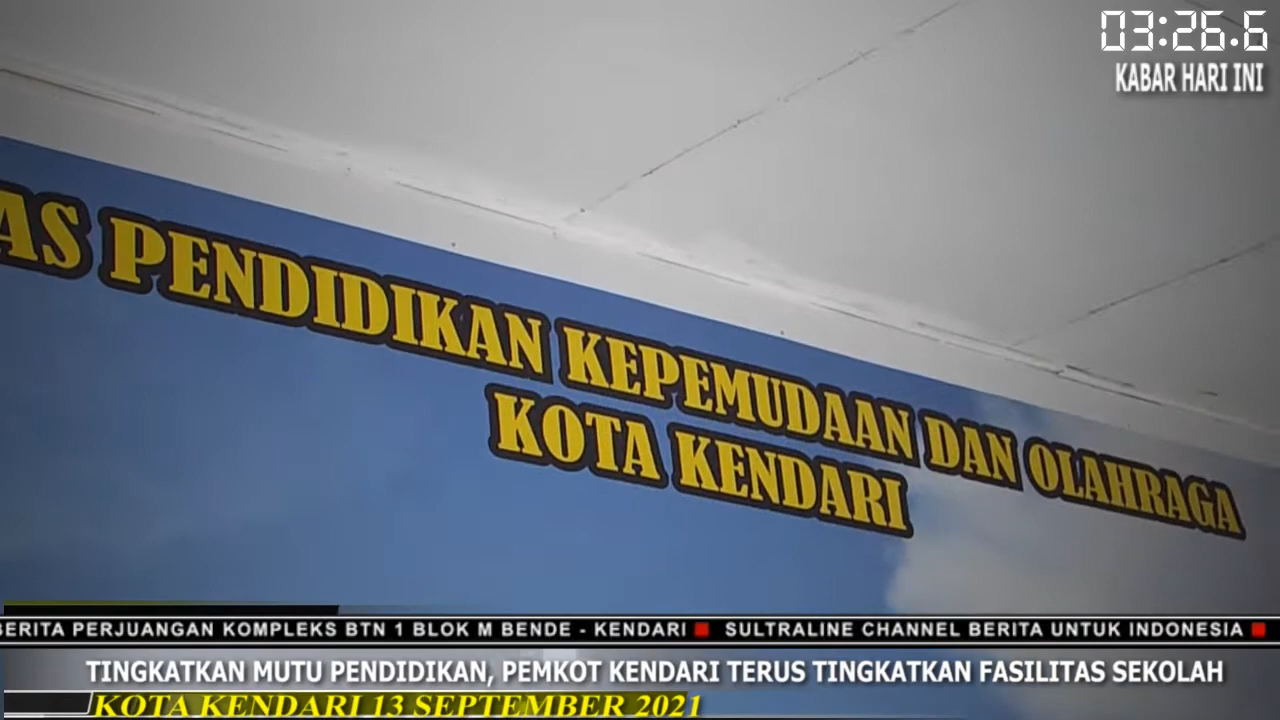 03:26.6
KABAR HARI INI
AS PENDIDIKAN KEPEMUDAAN DAN OLAHRAGA
KOTA KENDARI
BERITA PERJUANGAN KOMPLEKS BTN 1 BLOK M BENDE - KENDARI ■ SULTRALINE CHANNEL BERITA UNTUK INDONESIA ■
TINGKATKAN MUTU PENDIDIKAN, PEMKOT KENDARI TERUS TINGKATKAN FASILITAS SEKOLAH
KOTA KENDARI 13 SEPTEMBER 2021